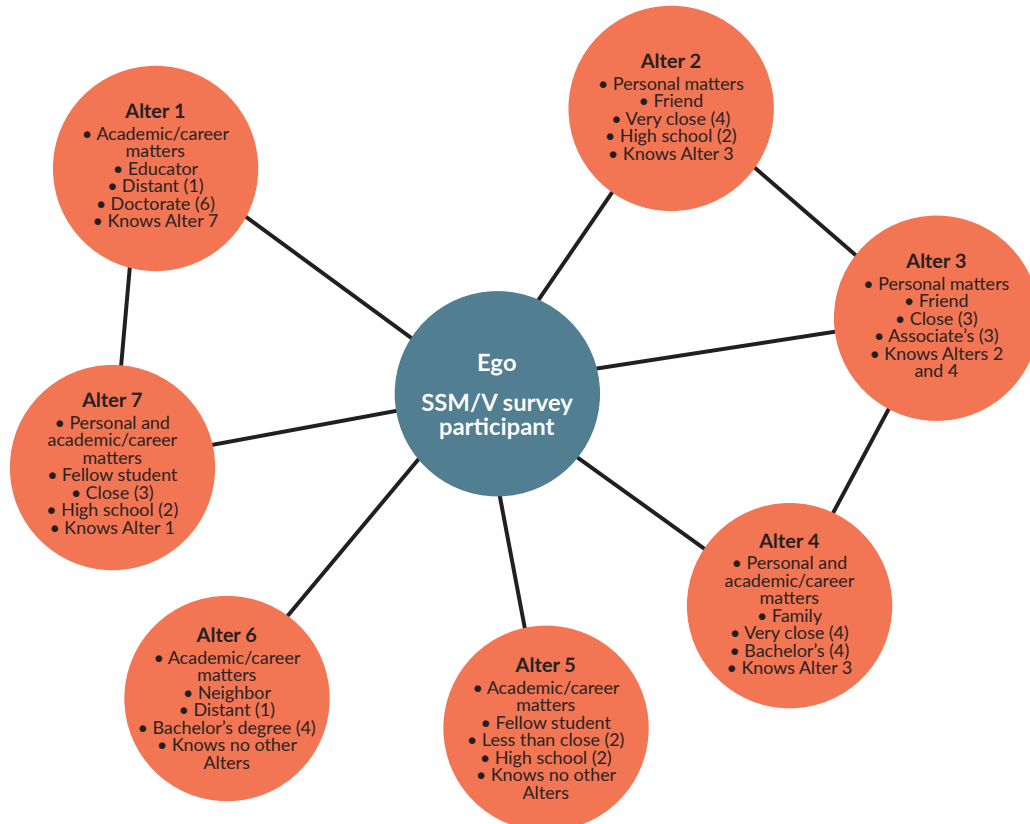 Alter 1
• Academic/career
matters
• Educator
• Distant (1)
• Doctorate (6)
• Knows Alter 7
Alter 2
• Personal matters
• Friend
• Very close (4)
• High school (2)
• Knows Alter 3
Alter 3
• Personal matters
• Friend
• Close (3)
• Associate's (3)
• Knows Alters 2
and 4
Ego
SSM/V survey
participant
Alter 7
• Personal and
academic/career
matters
• Fellow student
• Close (3)
• High school (2)
• Knows Alter 1
Alter 4
• Personal and
academic/career
matters
• Family
• Very close (4)
• Bachelor's (4)
• Knows Alter 3
Alter 6
• Academic/career
matters
• Neighbor
• Distant (1)
• Bachelor's degree (4)
• Knows no other
Alters
Alter 5
• Academic/career
matters
• Fellow student
• Less than close (2)
• High school (2)
• Knows no other
Alters